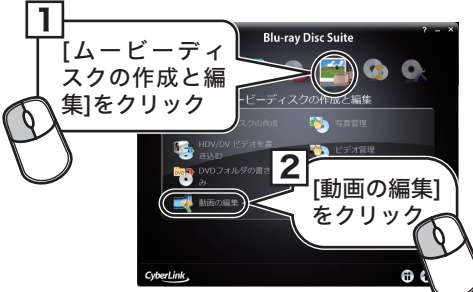 1
[ムービーディ
スクの作成と編
集]をクリック
Blu-ray Disc Suite
ービーディスクの作成と編集
スクの作成
写真管理
HDV/DV ビデオを書
き込む
ビデオ管理
DVDフォルダの書き
み
動画の編集
2
[動画の編集]
をクリック
CyberLink